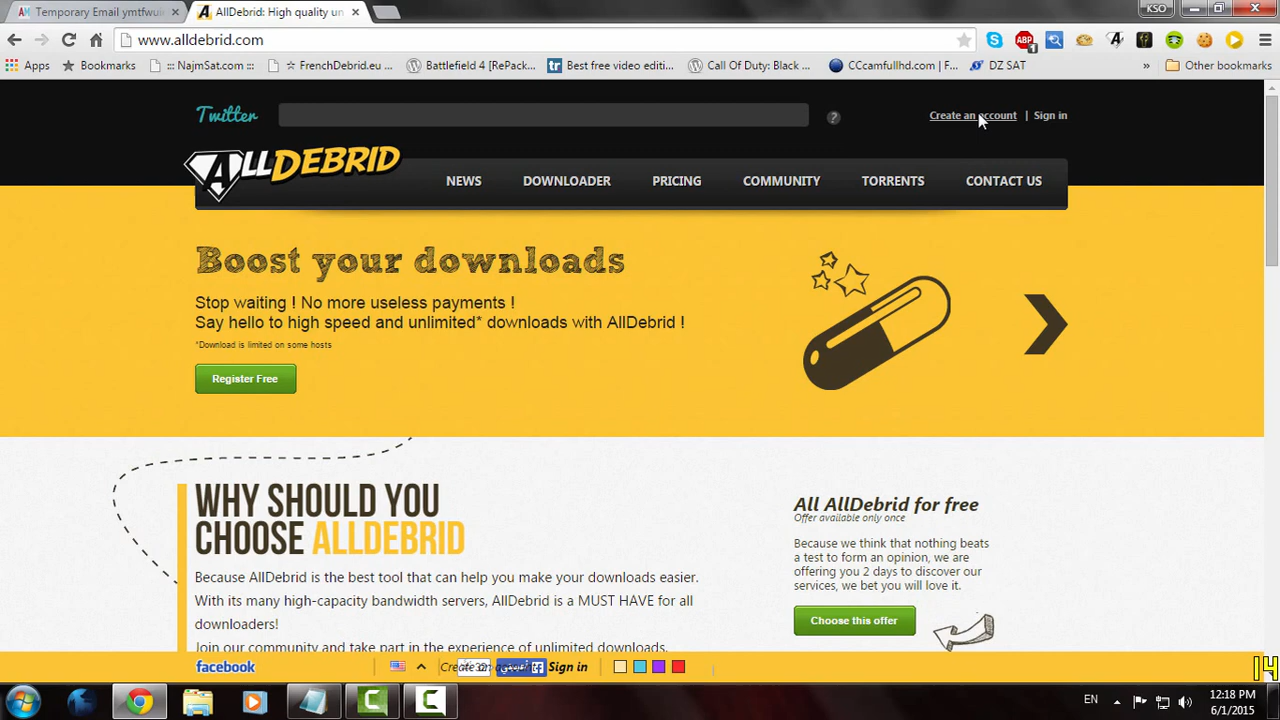 Temporary Email ymtfwuln
AllDebrid: High quality un
KSO
www.alldebrid.com
ABP
1
Apps
Bookmarks
::: NajmSat.com :::
☆ FrenchDebrid.eu ...
Battlefield 4 [RePack...
tr
Best free video editi...
Call Of Duty: Black ...
CCcamfullhd.com | F...
DZ SAT
»
Other bookmarks
Twitter
?
Create an account | Sign in
ALLDEBRID
NEWS
DOWNLOADER
PRICING
COMMUNITY
TORRENTS
CONTACT US
Boost your downloads
Stop waiting ! No more useless payments !
Say hello to high speed and unlimited* downloads with AllDebrid !
*Download is limited on some hosts
Register Free
WHY SHOULD YOU
CHOOSE ALLDEBRID
Because AllDebrid is the best tool that can help you make your downloads easier.
With its many high-capacity bandwidth servers, AllDebrid is a MUST HAVE for all
downloaders!
Join our community and take part in the experience of unlimited downloads.
All AllDebrid for free
Offer available only once
Because we think that nothing beats
a test to form an opinion, we are
offering you 2 days to discover our
services, we bet you will love it.
Choose this offer
facebook
Sign in
14
EN
12:18 PM
6/1/2015